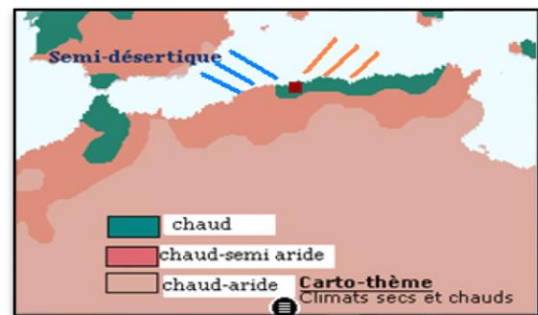 Semi-désertique
chaud
chaud-semi aride
chaud-aride
Carto-thème
Climats secs et chauds